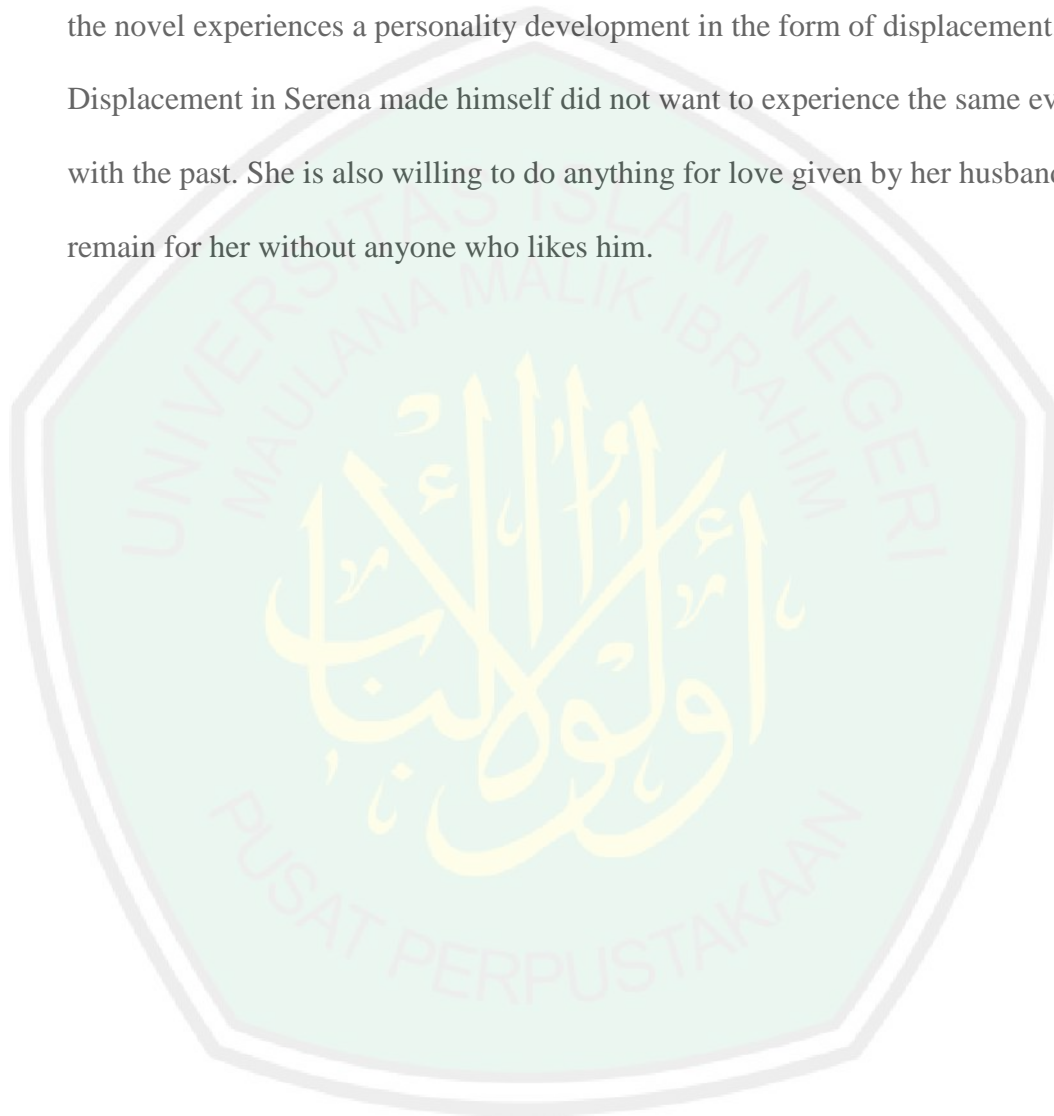 the novel experiences a personality development in the form of displacement
Displacement in Serena made himself did not want to experience the same
with the past. She is also willing to do anything for love given by her
remain for her without anyone who likes him.
UNIVERSITAS ISLAM NEGERI
MAULANA MALIK IBRAHIM
أولوا الألباب
PUSAT PERPUSTAKAAN